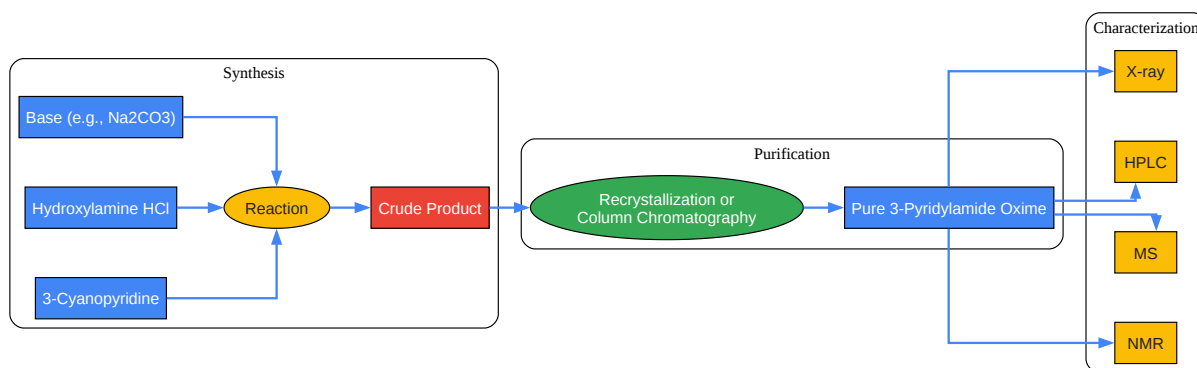 Synthesis
Base (e.g., Na2CO3)
Hydroxylamine HCl
3-Cyanopyridine
Reaction
Crude Product
Purification
Recrystallization or
Column Chromatography
Pure 3-Pyridylamide Oxime
Characterization
X-ray
HPLC
MS
NMR